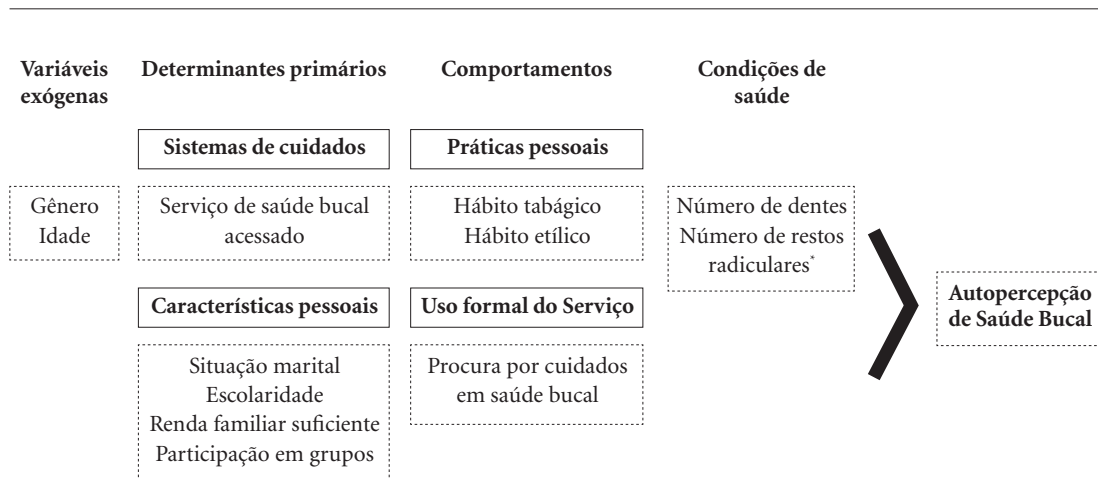 Variáveis
exógenas
Determinantes primários
Comportamentos
Condições de
saúde
Sistemas de cuidados
Práticas pessoais
Gênero
Idade
Serviço de saúde bucal
acessado
Hábito tabágico
Hábito etílico
Número de dentes
Número de restos
radiculares*
Autopercepção
de Saúde Bucal
Características pessoais
Uso formal do Serviço
Situação marital
Escolaridade
Renda familiar suficiente
Participação em grupos
Procura por cuidados
em saúde bucal